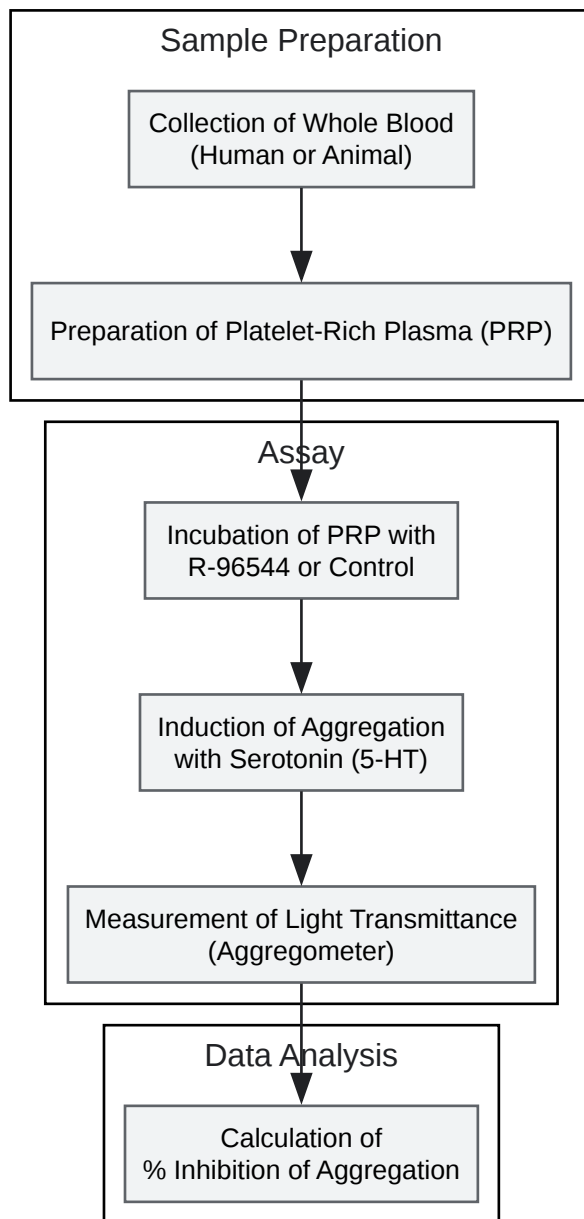 Sample Preparation
Collection of Whole Blood
(Human or Animal)
Preparation of Platelet-Rich Plasma (PRP)
Assay
Incubation of PRP with
R-96544 or Control
Induction of Aggregation
with Serotonin (5-HT)
Measurement of Light Transmittance
(Aggregometer)
Data Analysis
Calculation of
% Inhibition of Aggregation